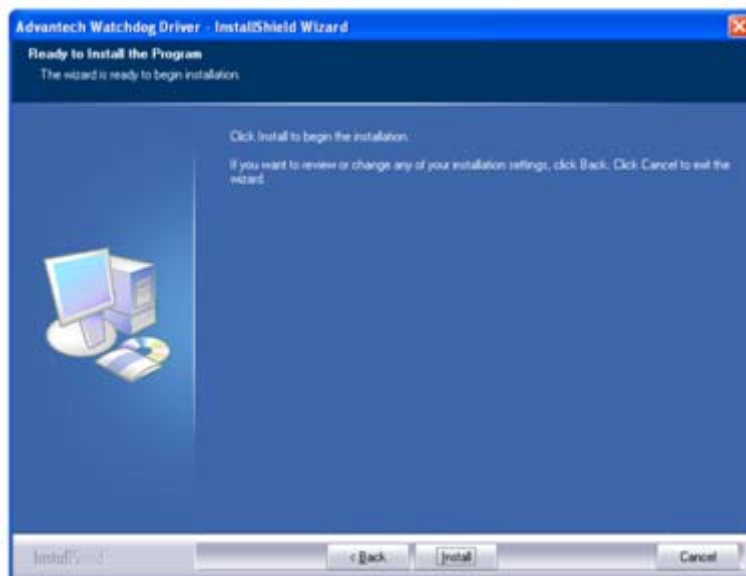 Advantech Watchdog Driver - InstallShield Wizard
Ready to Install the Program
The wizard is ready to begin installation.
Click Install to begin the installation.
If you want to review or change any of your installation settings, click Back. Click Cancel to exit the
wizard.
InstallShield
< Back
Install
Cancel